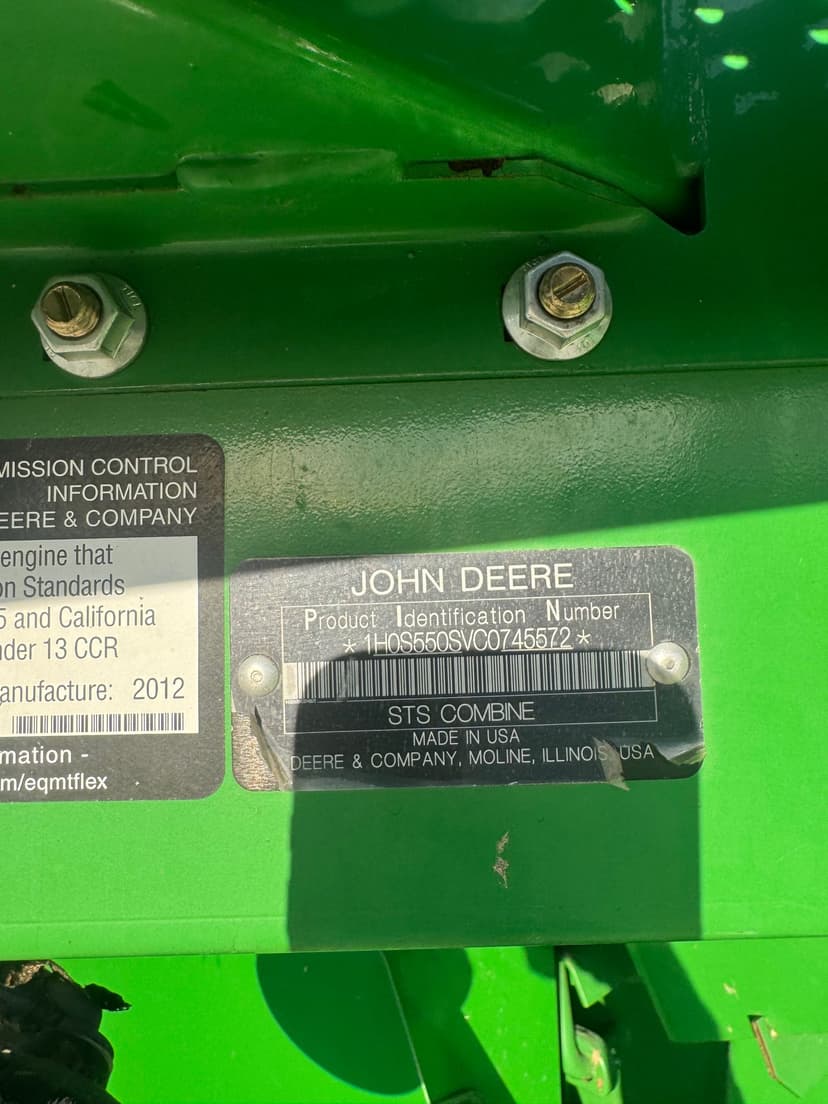 MISSION CONTROL
INFORMATION
EERE & COMPANY
engine that
on Standards
5 and California
nder 13 CCR
anufacture: 2012
mation -
m/eqmtflex
JOHN DEERE
Product Identification Number
*1H0S550SVC0745572*
STS COMBINE
MADE IN USA
DEERE & COMPANY, MOLINE, ILLINOIS, USA